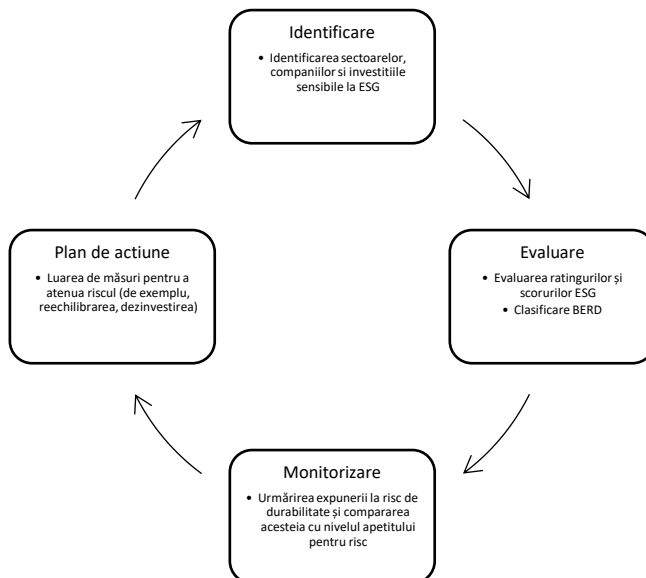 Identificare
• Identificarea sectoarelor,
companiilor si investitiile
sensibile la ESG
Evaluare
• Evaluarea ratingurilor și
scorurilor ESG
• Clasificare BERD
Monitorizare
• Urmărirea expunerii la risc de
durabilitate și compararea
acesteia cu nivelul apetitului
pentru risc
Plan de actiune
• Luarea de măsuri pentru a
atenua riscul (de exemplu,
reechilibrarea, dezinvestirea)